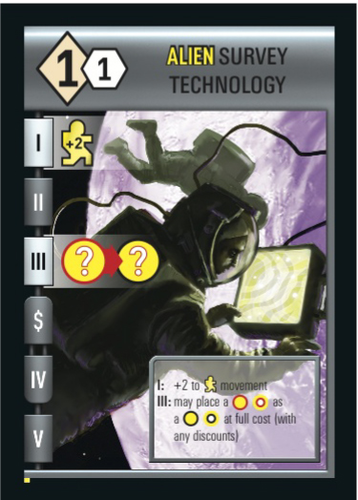 1 1
ALIEN SURVEY
TECHNOLOGY
I +2
II
III ? ?
$
IV
V
I: +2 to movement
III: may place a as
a at full cost (with
any discounts)